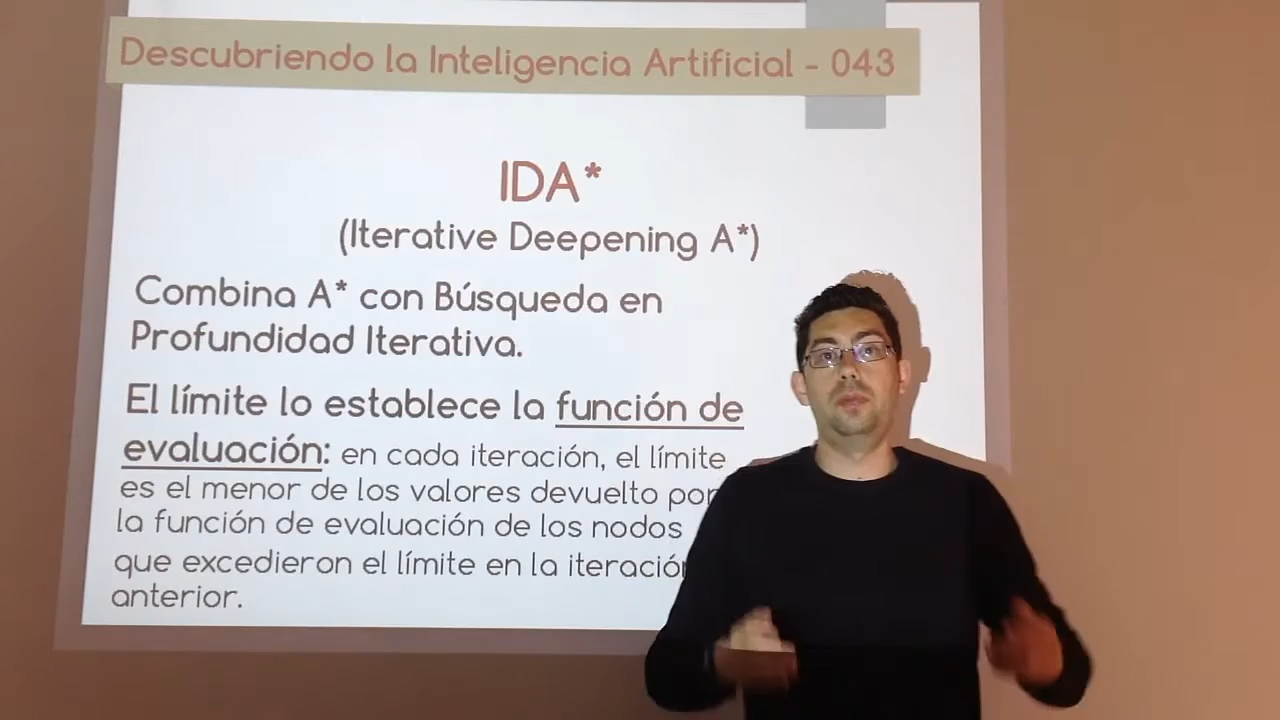 Descubriendo la Inteligencia Artificial - 043
IDA*
(Iterative Deepening A*)
Combina A* con Búsqueda en
Profundidad Iterativa.
El límite lo establece la función de
evaluación: en cada iteración, el límite
es el menor de los valores devuelto por
la función de evaluación de los nodos
que excedieron el límite en la iteración
anterior.